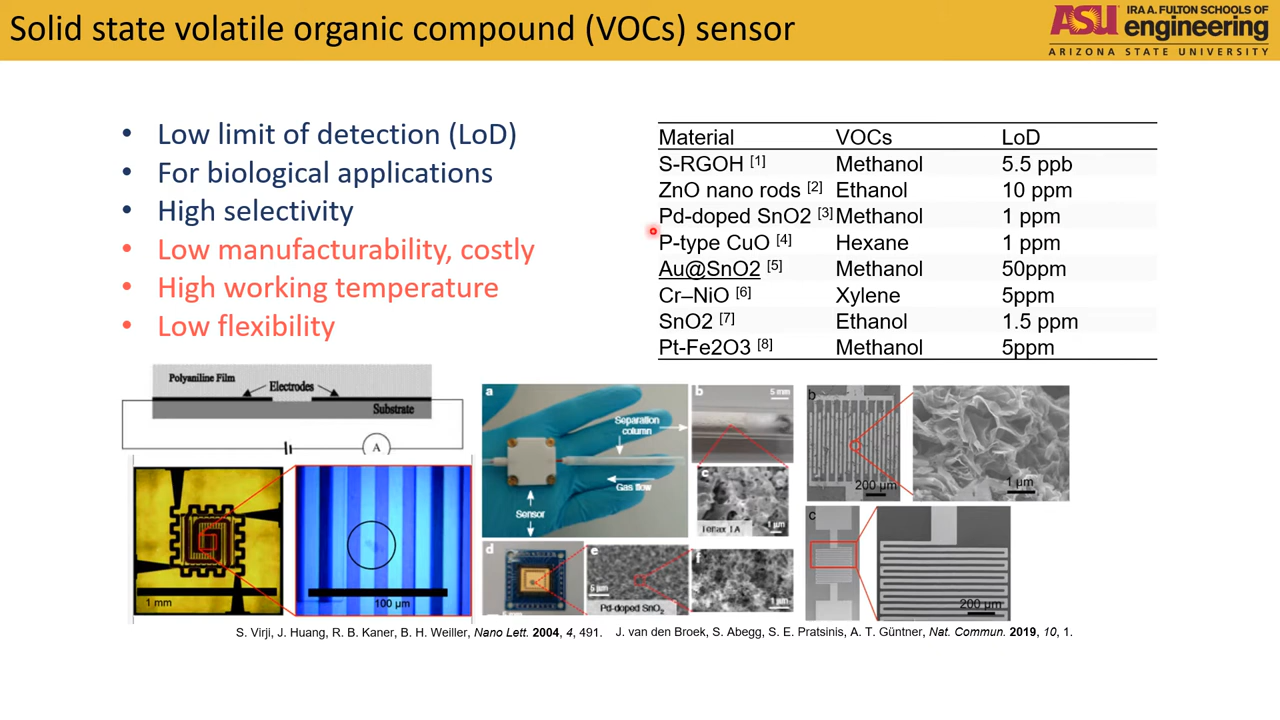 Solid state volatile organic compound (VOCs) sensor
ASU IRA A. FULTON SCHOOLS OF
engineering
ARIZONA STATE UNIVERSITY
• Low limit of detection (LoD)
• For biological applications
• High selectivity
• Low manufacturability, costly
• High working temperature
• Low flexibility
Material VOCs LoD
S-RGOH [1] Methanol 5.5 ppb
ZnO nano rods [2] Ethanol 10 ppm
Pd-doped SnO2 [3] Methanol 1 ppm
P-type CuO [4] Hexane 1 ppm
Au@SnO2 [5] Methanol 50ppm
Cr–NiO [6] Xylene 5ppm
SnO2 [7] Ethanol 1.5 ppm
Pt-Fe2O3 [8] Methanol 5ppm
Polyaniline Film
Electrodes
Substrate
A
1 mm
100 µm
a
Separation
column
Gas flow
Sensor
b
5 mm
c
Tenax TA
1 µm
d
e
5 µm
Pd-doped SnO2
f
1 µm
b
200 µm
1 µm
c
200 µm
S. Virji, J. Huang, R. B. Kaner, B. H. Weiller, Nano Lett. 2004, 4, 491.
J. van den Broek, S. Abegg, S. E. Pratsinis, A. T. Güntner, Nat. Commun. 2019, 10, 1.